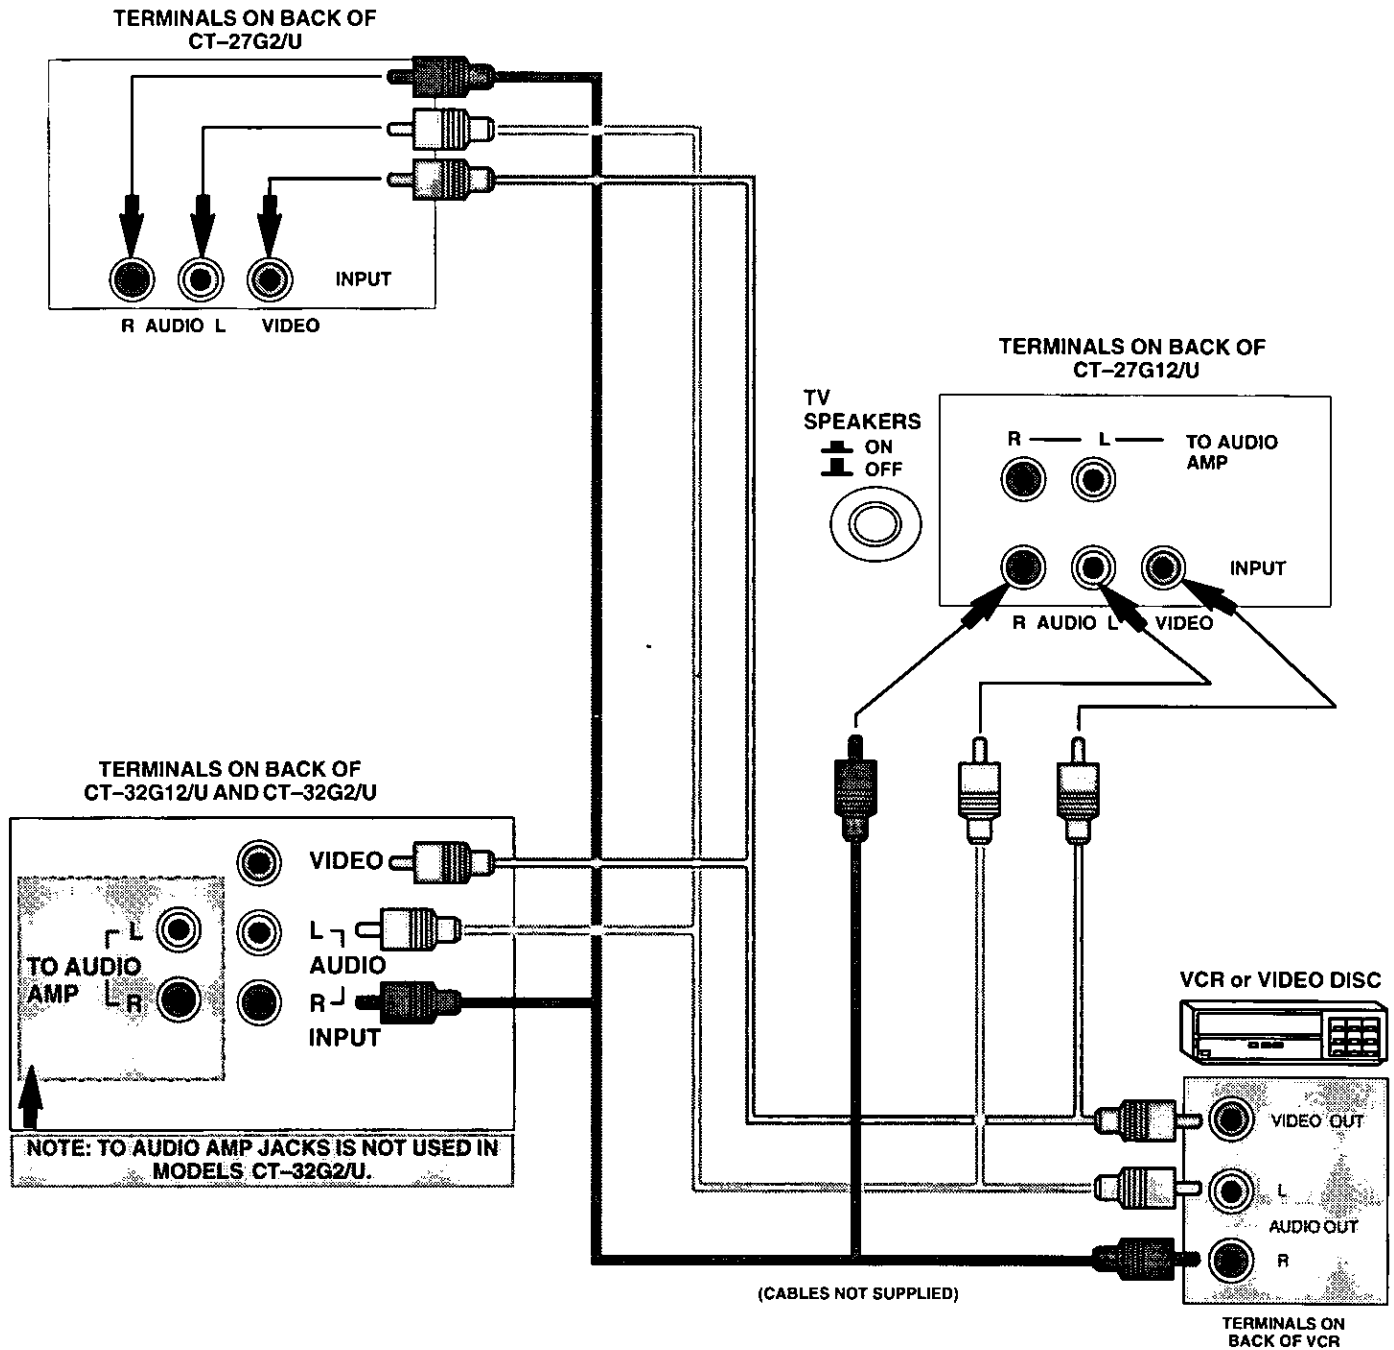 TERMINALS ON BACK OF
CT–27G2/U
INPUT
R AUDIO L VIDEO
TERMINALS ON BACK OF
CT–27G12/U
TV
SPEAKERS
ON
OFF
R L TO AUDIO
AMP
INPUT
R AUDIO L VIDEO
TERMINALS ON BACK OF
CT–32G12/U AND CT–32G2/U
VIDEO
L
AUDIO
R
INPUT
L
TO AUDIO
AMP R
NOTE: TO AUDIO AMP JACKS IS NOT USED IN
MODELS CT–32G2/U.
VCR or VIDEO DISC
VIDEO OUT
L
AUDIO OUT
R
(CABLES NOT SUPPLIED)
TERMINALS ON
BACK OF VCR